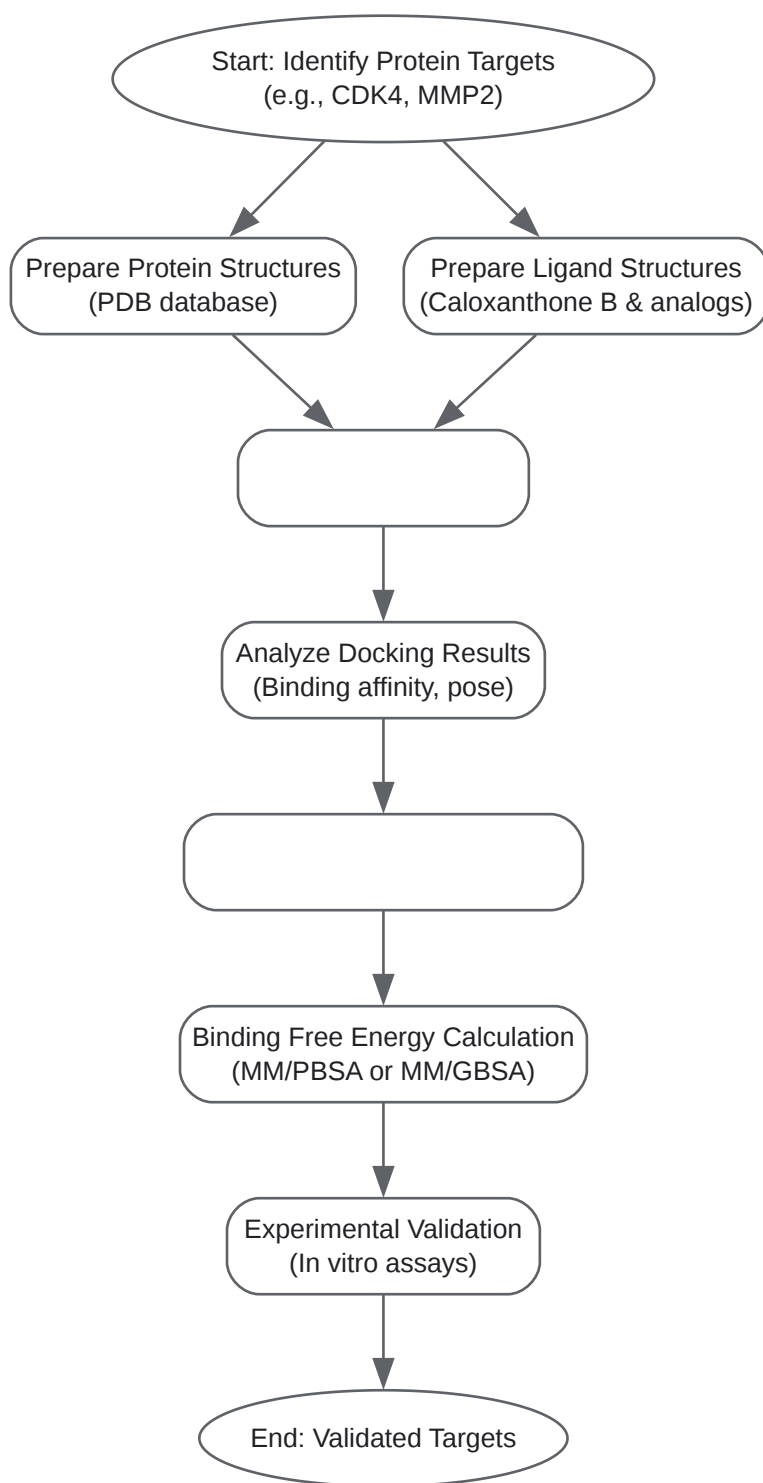 Start: Identify Protein Targets
(e.g., CDK4, MMP2)
Prepare Protein Structures
(PDB database)
Prepare Ligand Structures
(Caloxanthone B & analogs)
Analyze Docking Results
(Binding affinity, pose)
Binding Free Energy Calculation
(MM/PBSA or MM/GBSA)
Experimental Validation
(In vitro assays)
End: Validated Targets